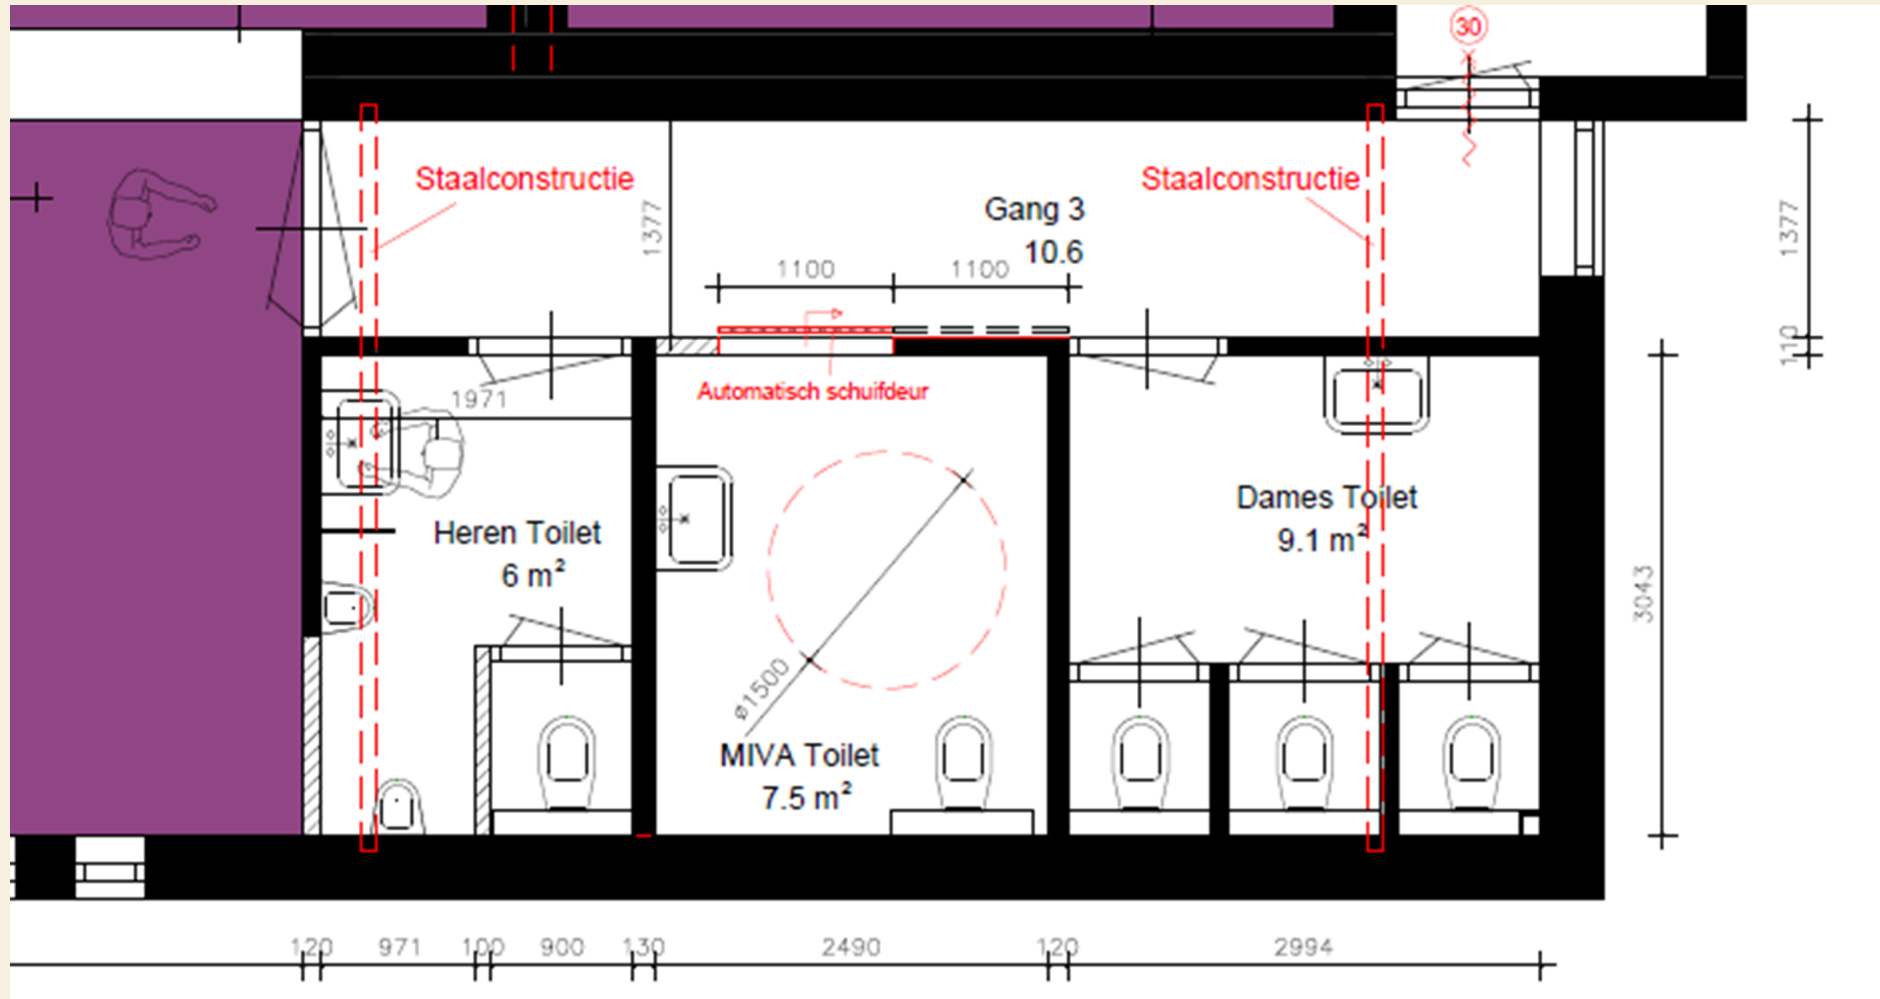 30
Staalconstructie
Staalconstructie
1377
Gang 3
10.6
1377
1100
1100
110
Automatisch schuifdeur
1971
Heren Toilet
6 m²
Dames Toilet
9.1 m²
3043
ø1500
MIVA Toilet
7.5 m²
120 971 100 900 130 2490 120 2994